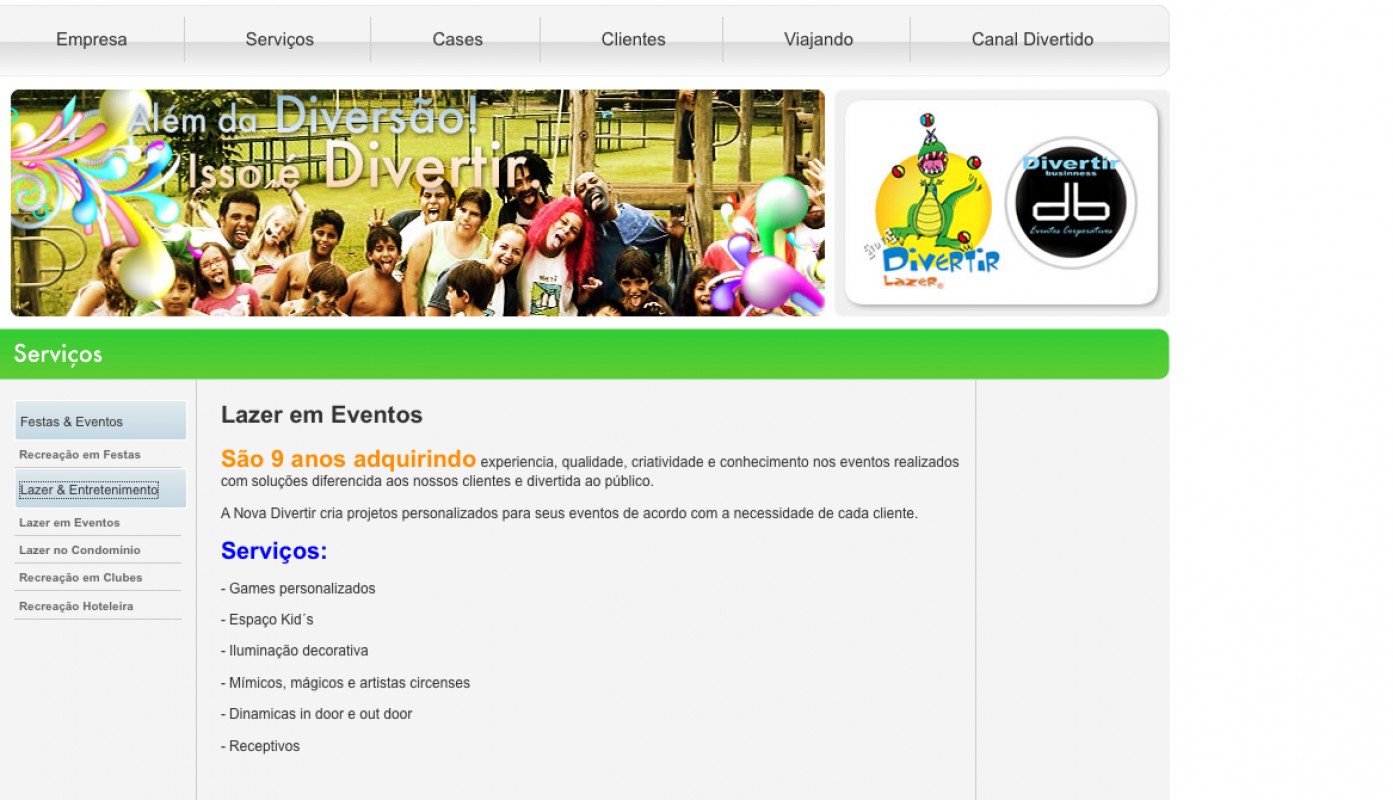 Empresa
Serviços
Cases
Clientes
Viajando
Canal Divertido
Além da Diversão!
Isso é Divertir
Divertir
Lazer®
Divertir
businness
db
Eventos Corporativos
Serviços
Festas & Eventos
Recreação em Festas
Lazer & Entretenimento
Lazer em Eventos
Lazer no Condomínio
Recreação em Clubes
Recreação Hoteleira
Lazer em Eventos
São 9 anos adquirindo experiencia, qualidade, criatividade e conhecimento nos eventos realizados
com soluções diferencida aos nossos clientes e divertida ao público.
A Nova Divertir cria projetos personalizados para seus eventos de acordo com a necessidade de cada cliente.
Serviços:
- Games personalizados
- Espaço Kid´s
- Iluminação decorativa
- Mímicos, mágicos e artistas circenses
- Dinamicas in door e out door
- Receptivos